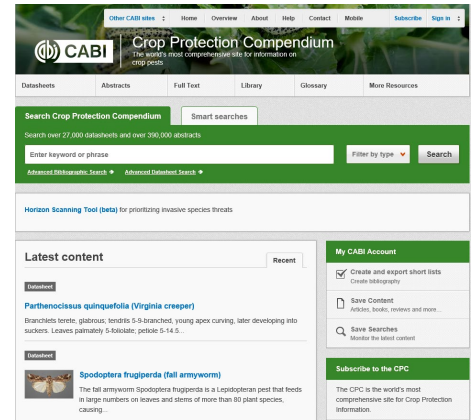 Other CABI sites Home Overview About Help Contact Mobile Subscribe Sign in
CABI
Crop Protection Compendium
The world's most comprehensive site for information on
crop pests
Datasheets Abstracts Full Text Library Glossary More Resources
Search Crop Protection Compendium Smart searches
Search over 27,000 datasheets and over 390,000 abstracts
Enter keyword or phrase Filter by type Search
Advanced Bibliographic Search Advanced Datasheet Search
Horizon Scanning Tool (beta) for prioritizing invasive species threats
Latest content Recent
Datasheet
Parthenocissus quinquefolia (Virginia creeper)
Branchlets terete, glabrous; tendrils 5-9-branched, young apex curving, later developing into
suckers. Leaves palmately 5-foliolate; petiole 5-14.5...
Datasheet
Spodoptera frugiperda (fall armyworm)
The fall armyworm Spodoptera frugiperda is a Lepidopteran pest that feeds
in large numbers on leaves and stems of more than 80 plant species,
causing...
My CABI Account
Create and export short lists
Create bibliography
Save Content
Articles, books, reviews and more...
Save Searches
Monitor the latest content
Subscribe to the CPC
The CPC is the world's most
comprehensive site for Crop Protection
Information.